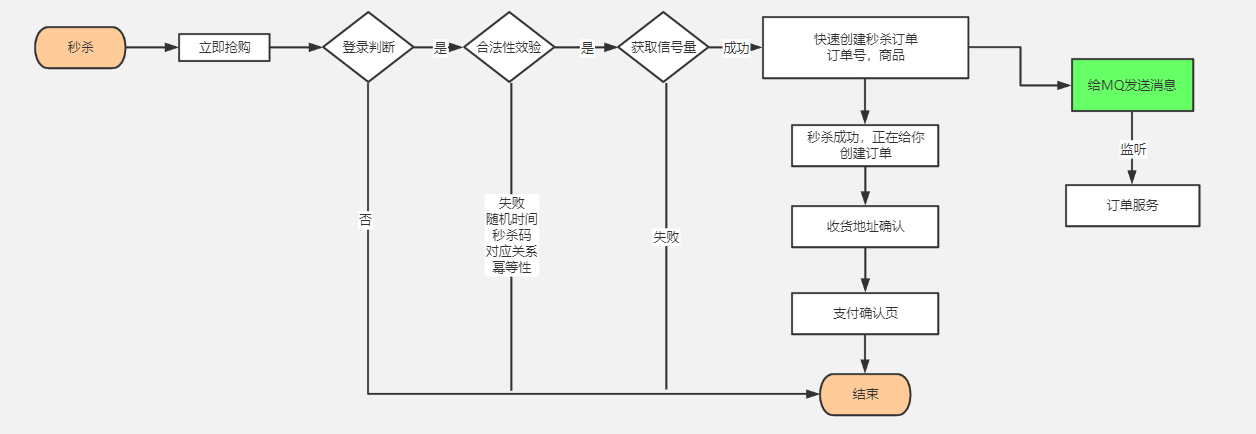 秒杀
立即抢购
登录判断
是
合法性效验
是
获取信号量
成功
快速创建秒杀订单
订单号，商品
给MQ发送消息
秒杀成功，正在给你
创建订单
监听
订单服务
否
失败
随机时间
秒杀码
对应关系
幂等性
失败
收货地址确认
支付确认页
结束